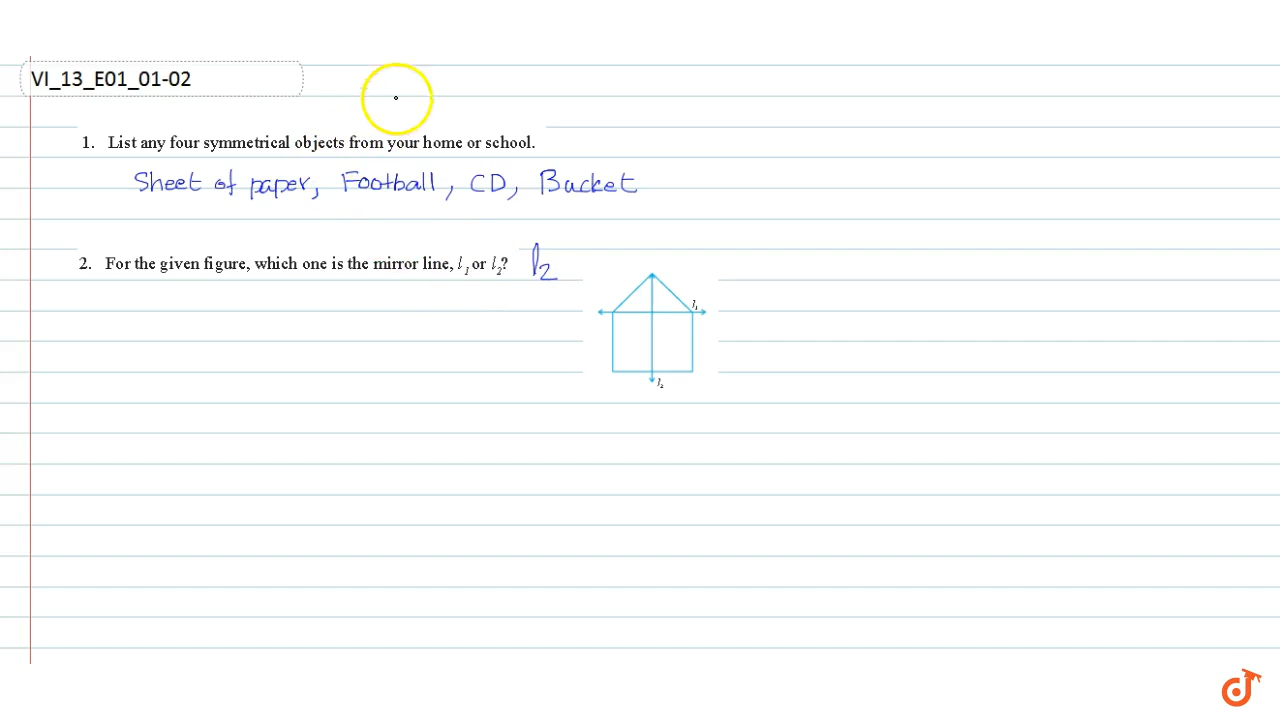 VI_13_E01_01-02
1. List any four symmetrical objects from your home or school.
Sheet of paper, Football, CD, Bucket
2. For the given figure, which one is the mirror line, l₁ or l₂? l₂
l₁
l₂